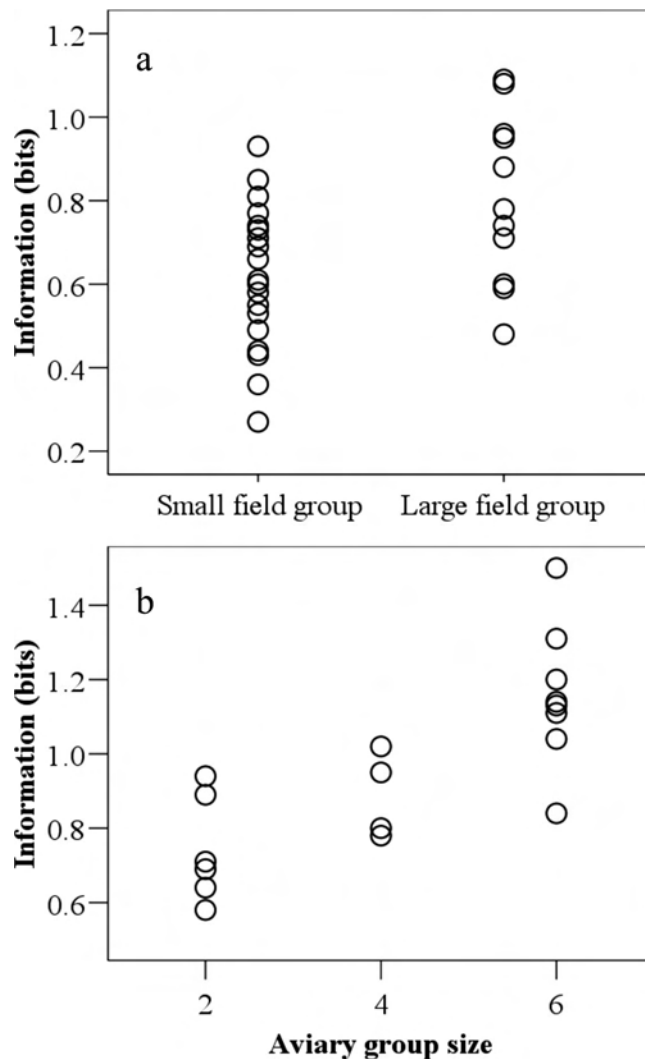 a
Information (bits)
1.2
1.0
0.8
0.6
0.4
0.2
Small field group Large field group
b
Information (bits)
1.4
1.2
1.0
0.8
0.6
2 4 6
Aviary group size